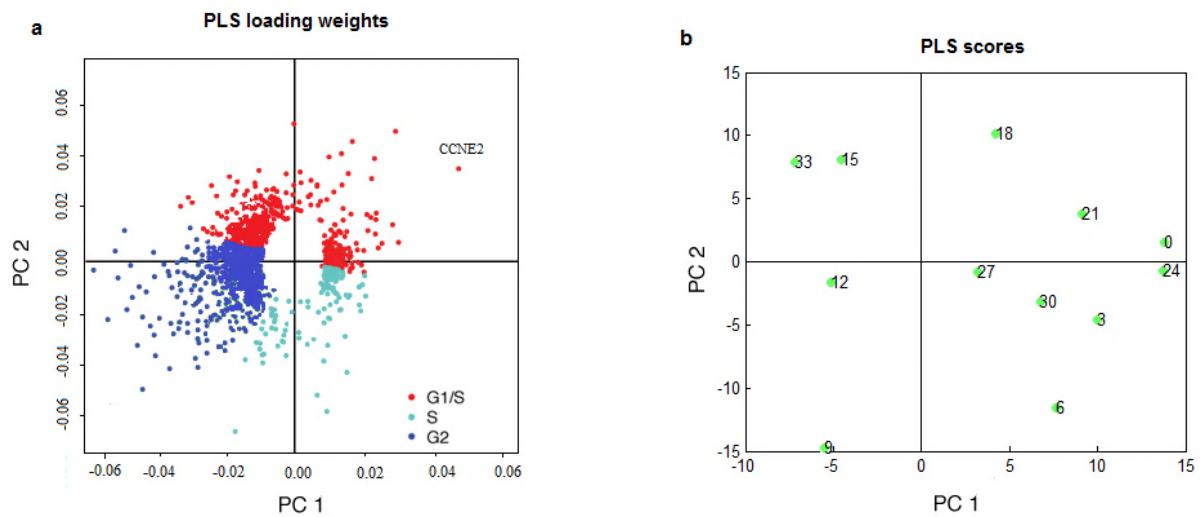 a
PLS loading weights
PC 2
0.06
0.04
0.02
0.00
-0.02
-0.04
-0.06
CCNE2
G1/S
S
G2
-0.06 -0.04 -0.02 0.00 0.02 0.04 0.06
PC 1
b
PLS scores
PC 2
15
10
5
0
-5
-10
-15
18
33 15
21
0
27 24
12
30
3
6
9
-10 -5 0 5 10 15
PC 1